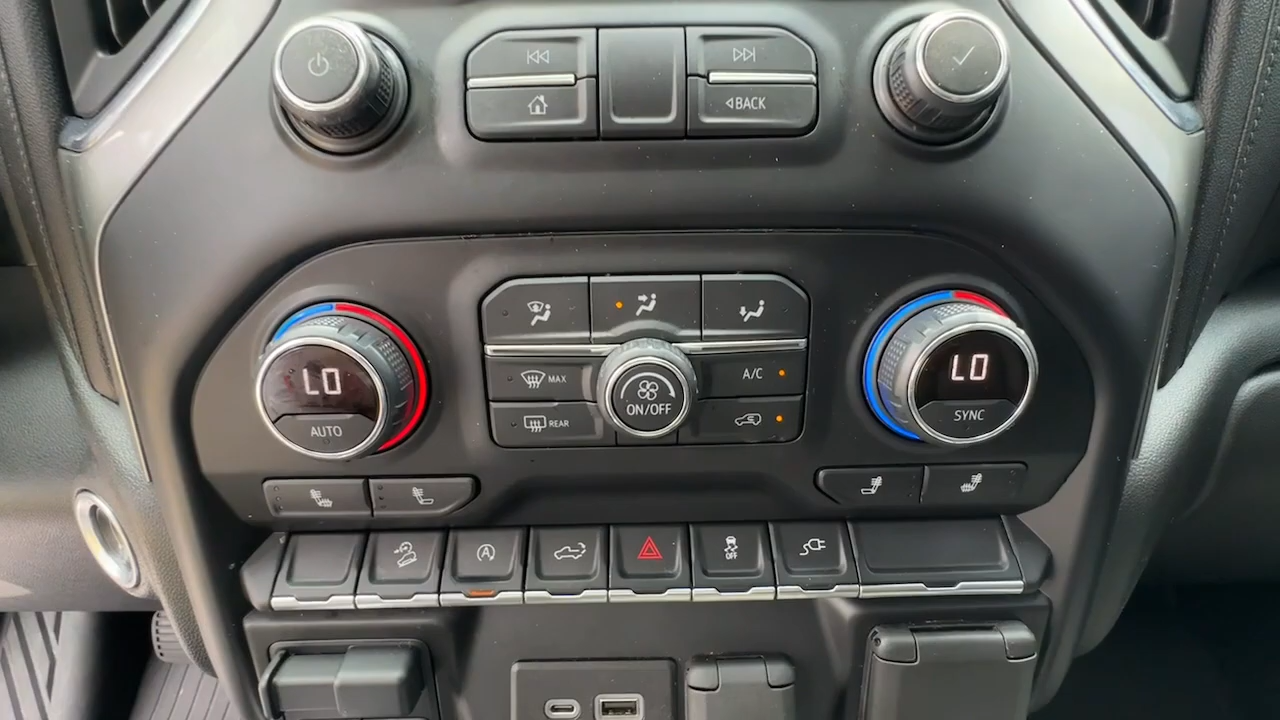 BACK
LO
AUTO
MAX
REAR
ON/OFF
A/C
LO
SYNC
A
OFF